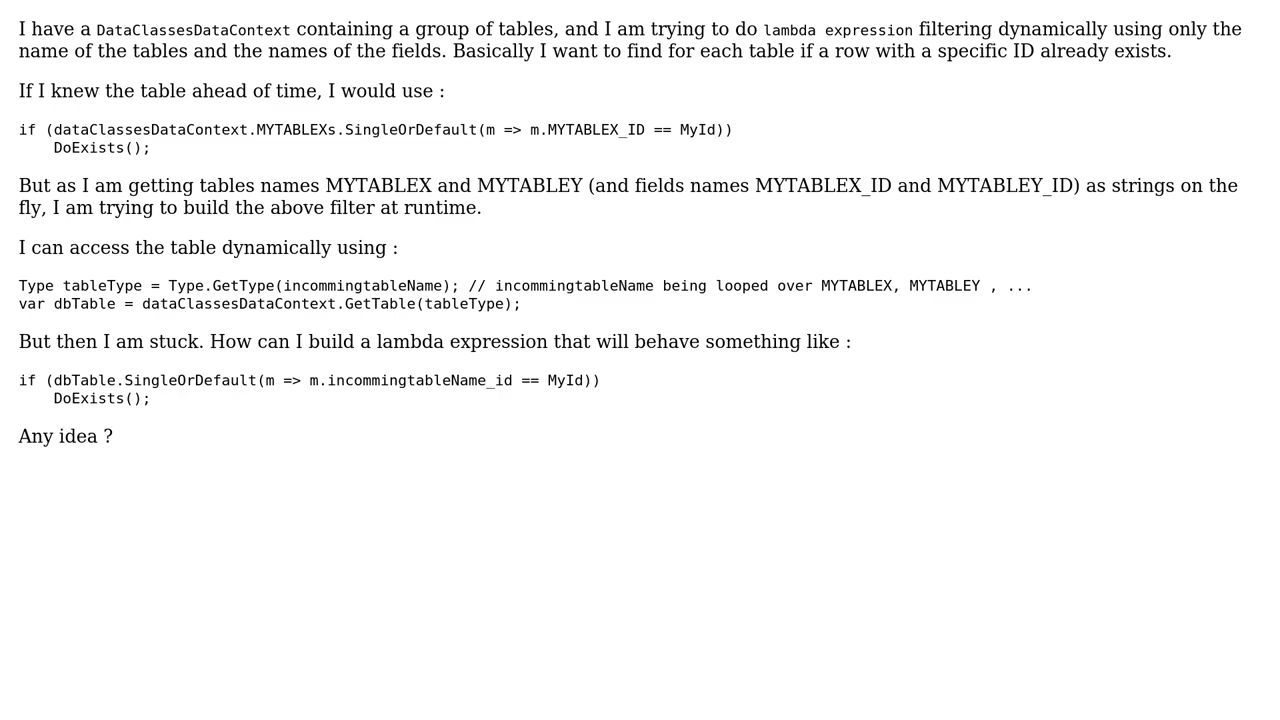 I have a DataClassesDataContext containing a group of tables, and I am trying to do lambda expression filtering dynamically using only the
name of the tables and the names of the fields. Basically I want to find for each table if a row with a specific ID already exists.
If I knew the table ahead of time, I would use :
if (dataClassesDataContext.MYTABLEXs.SingleOrDefault(m => m.MYTABLEX_ID == MyId))
    DoExists();
But as I am getting tables names MYTABLEX and MYTABLEY (and fields names MYTABLEX_ID and MYTABLEY_ID) as strings on the
fly, I am trying to build the above filter at runtime.
I can access the table dynamically using :
Type tableType = Type.GetType(incommingtableName); // incommingtableName being looped over MYTABLEX, MYTABLEY , ...
var dbTable = dataClassesDataContext.GetTable(tableType);
But then I am stuck. How can I build a lambda expression that will behave something like :
if (dbTable.SingleOrDefault(m => m.incommingtableName_id == MyId))
    DoExists();
Any idea ?